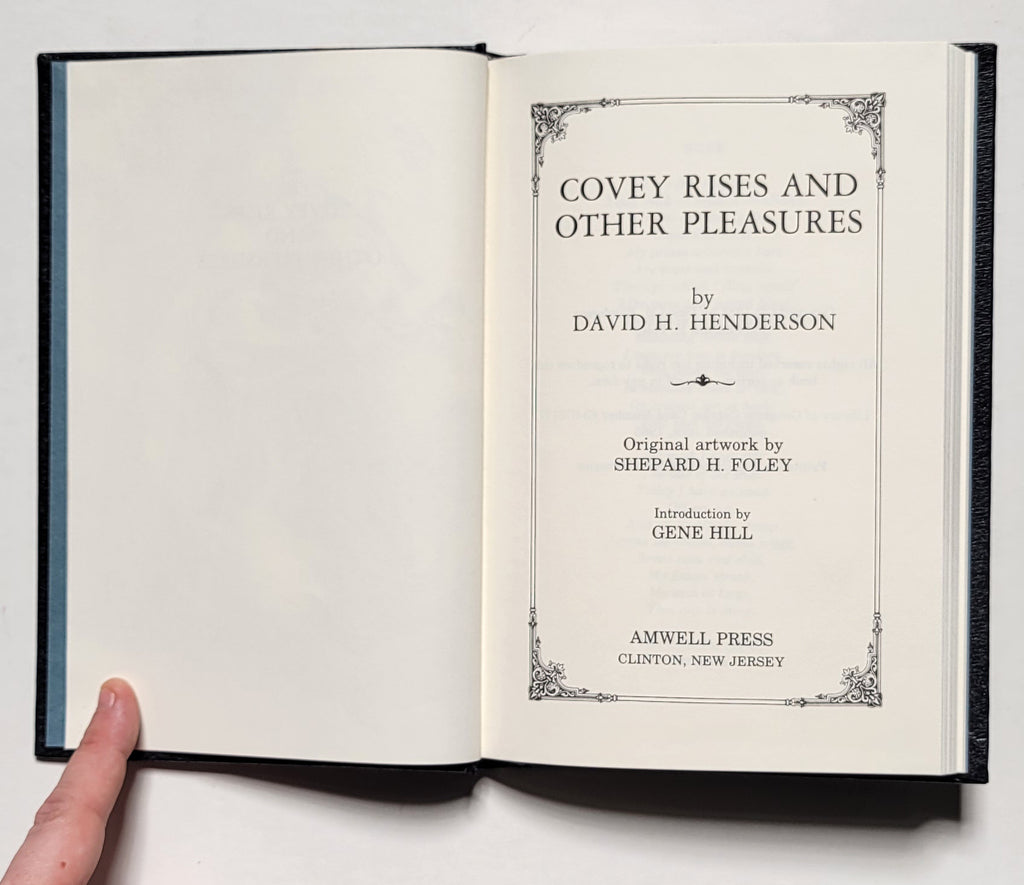 COVEY RISES AND
OTHER PLEASURES
by
DAVID H. HENDERSON
Original artwork by
SHEPARD H. FOLEY
Introduction by
GENE HILL
AMWELL PRESS
CLINTON, NEW JERSEY